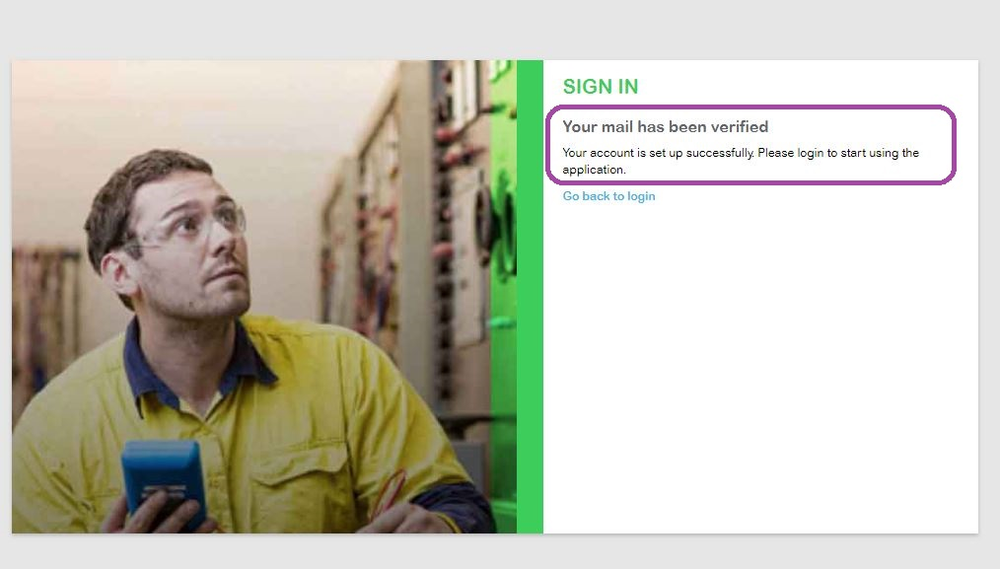 SIGN IN
Your mail has been verified
Your account is set up successfully. Please login to start using the
application.
Go back to login